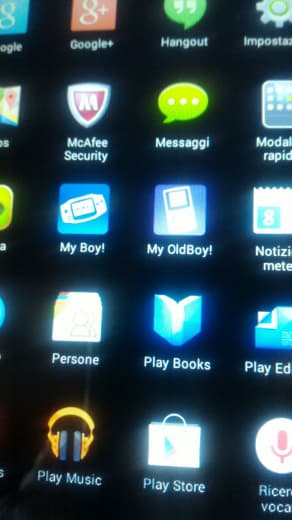 ogle
Google+
Hangout
Impostaz
McAfee
Security
Messaggi
Modal
rapid
My Boy!
My OldBoy!
Notizi
mete
Persone
Play Books
Play Ed
Play Music
Play Store
Ricer
voca